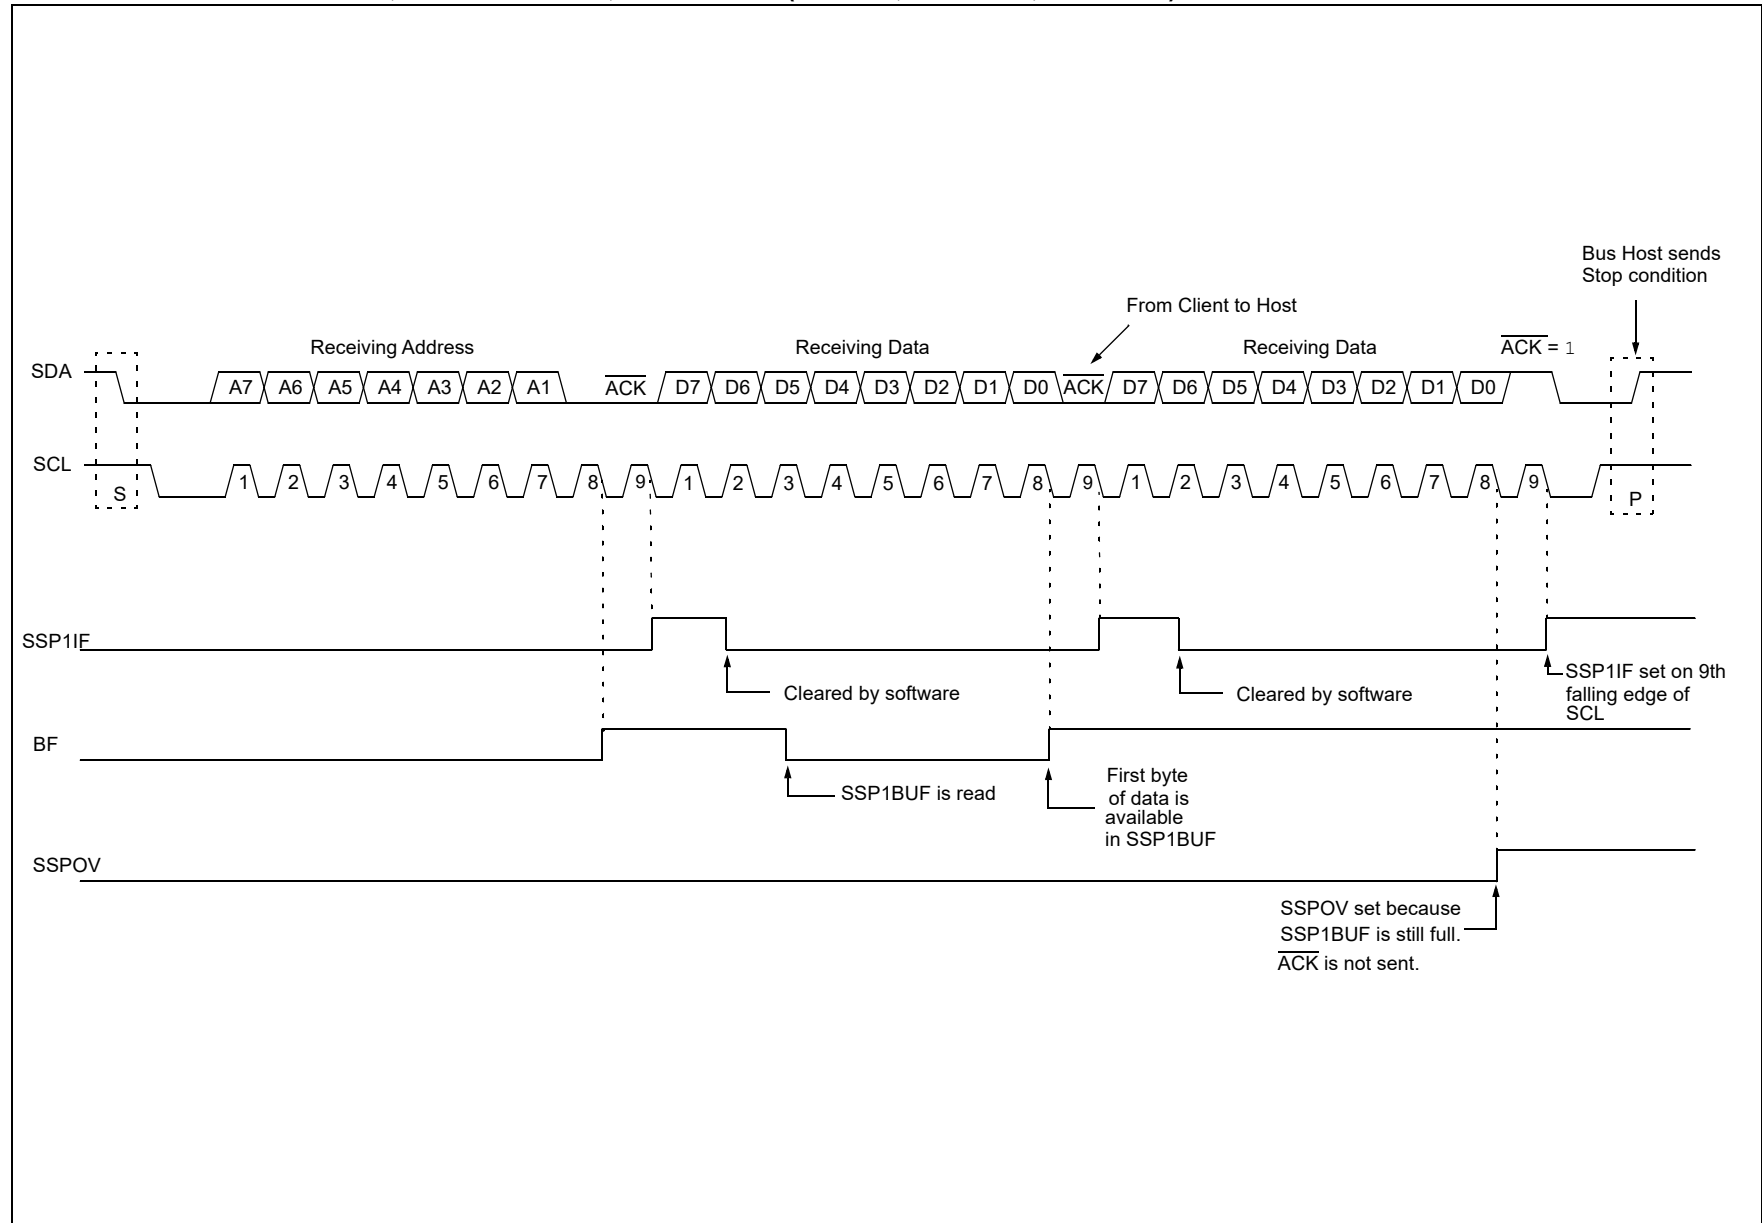 Bus Host sends
Stop condition
From Client to Host
Receiving Address
Receiving Data
Receiving Data
ACK = 1
SDA
A7 A6 A5 A4 A3 A2 A1 ACK D7 D6 D5 D4 D3 D2 D1 D0 ACK D7 D6 D5 D4 D3 D2 D1 D0
SCL
S
1 2 3 4 5 6 7 8 9 1 2 3 4 5 6 7 8 9 1 2 3 4 5 6 7 8 9
P
SSP1IF
Cleared by software
Cleared by software
SSP1IF set on 9th
falling edge of
SCL
BF
SSP1BUF is read
First byte
of data is
available
in SSP1BUF
SSPOV
SSPOV set because
SSP1BUF is still full.
ACK is not sent.